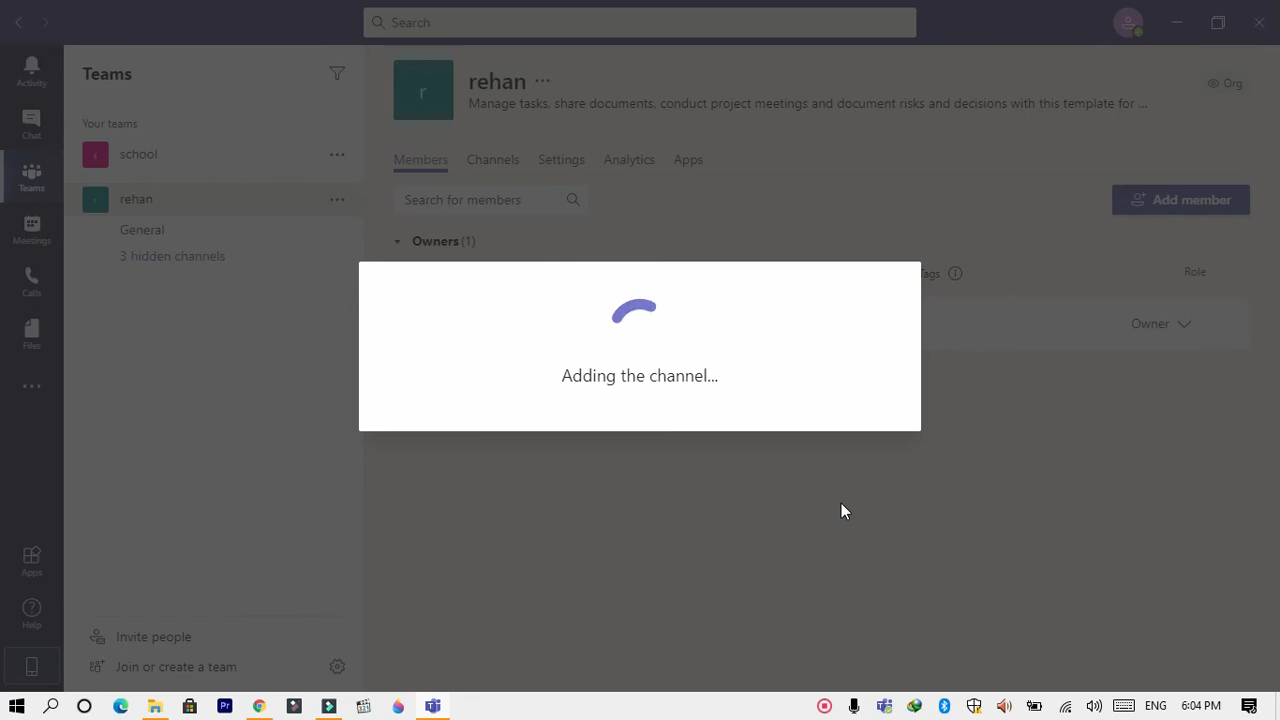 Search
Activity
Chat
Teams
Meetings
Calls
Files
Apps
Help
Teams
Your teams
school
r
rehan
General
3 hidden channels
Invite people
Join or create a team
r
rehan
Org
Manage tasks, share documents, conduct project meetings and document risks and decisions with this template for ...
Members Channels Settings Analytics Apps
Search for members
Add member
Owners (1)
Tags Role
Owner
Adding the channel...
Pr
ENG 6:04 PM